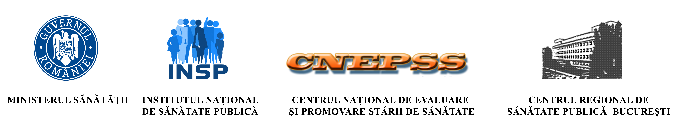 GUVERNUL ROMÂNIEI
INSP
CNEPSS
MINISTERUL SĂNĂTĂȚII
INSTITUTUL NAȚIONAL
DE SĂNĂTATE PUBLICĂ
CENTRUL NAȚIONAL DE EVALUARE
ȘI PROMOVARE STĂRII DE SĂNĂTATE
CENTRUL REGIONAL DE
SĂNĂTATE PUBLICĂ BUCUREȘTI